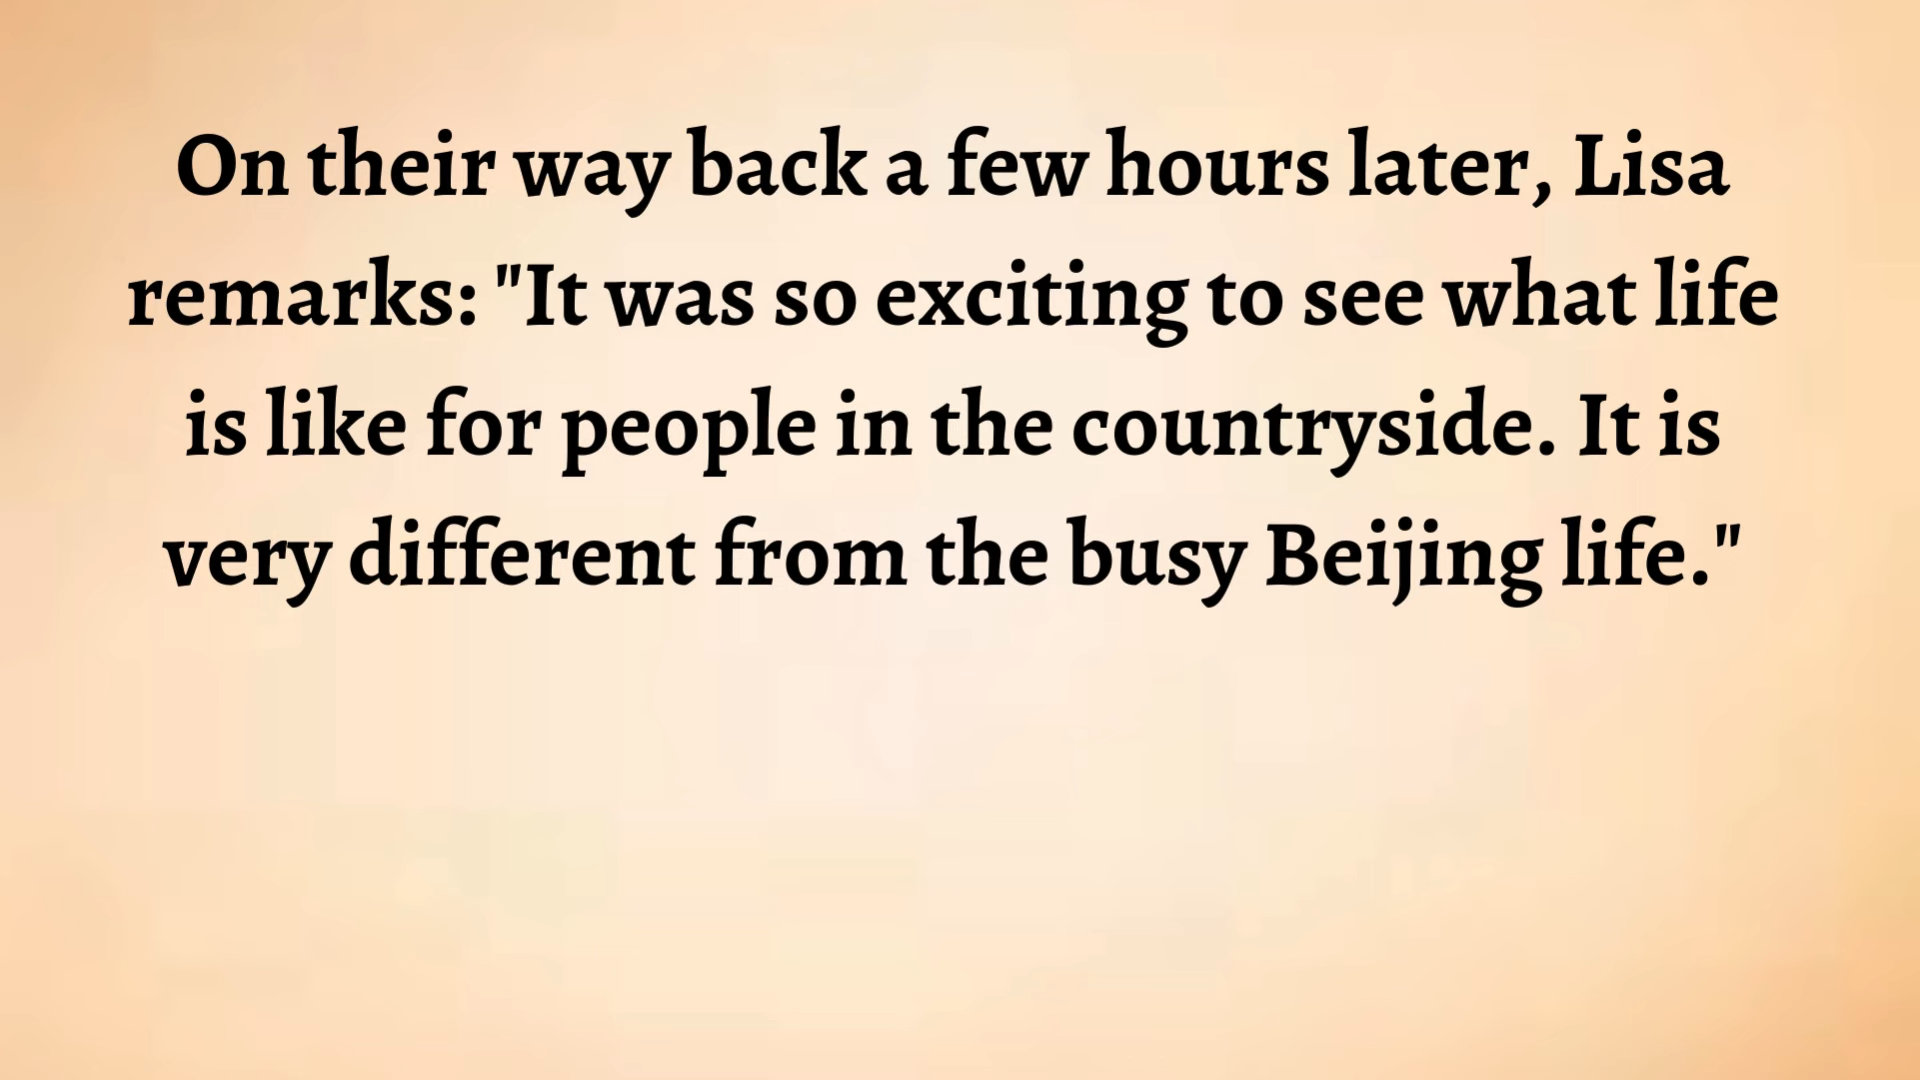 On their way back a few hours later, Lisa
remarks: "It was so exciting to see what life
is like for people in the countryside. It is
very different from the busy Beijing life."